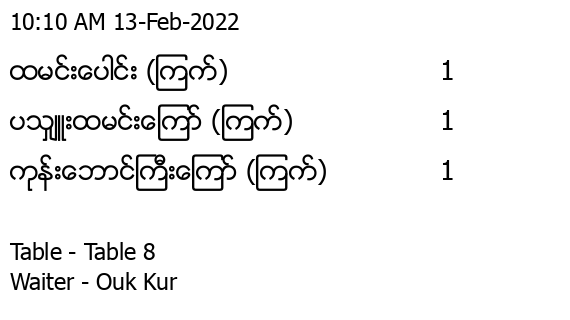 10:10 AM 13-Feb-2022
ထမင်းပေါင်း (ကြက်) 1
ပသျှူးထမင်းကြော် (ကြက်) 1
ကုန်းဘောင်ကြီးကြော် (ကြက်) 1
Table - Table 8
Waiter - Ouk Kur